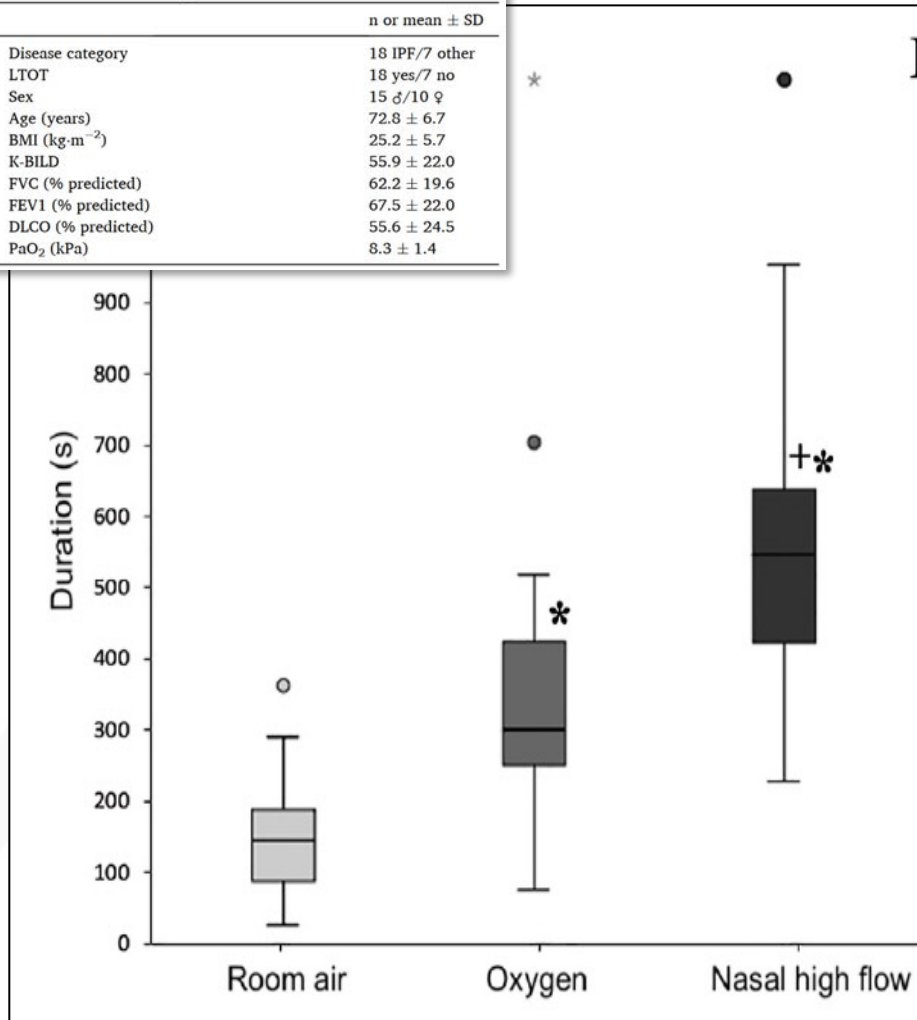 n or mean ± SD
Disease category 18 IPF/7 other
LTOT 18 yes/7 no
Sex 15 ♂/10 ♀
Age (years) 72.8 ± 6.7
BMI (kg·m⁻²) 25.2 ± 5.7
K-BILD 55.9 ± 22.0
FVC (% predicted) 62.2 ± 19.6
FEV1 (% predicted) 67.5 ± 22.0
DLCO (% predicted) 55.6 ± 24.5
PaO₂ (kPa) 8.3 ± 1.4
*
900
800
700
+*
600
500
*
400
300
200
100
0
Duration (s)
Room air Oxygen Nasal high flow